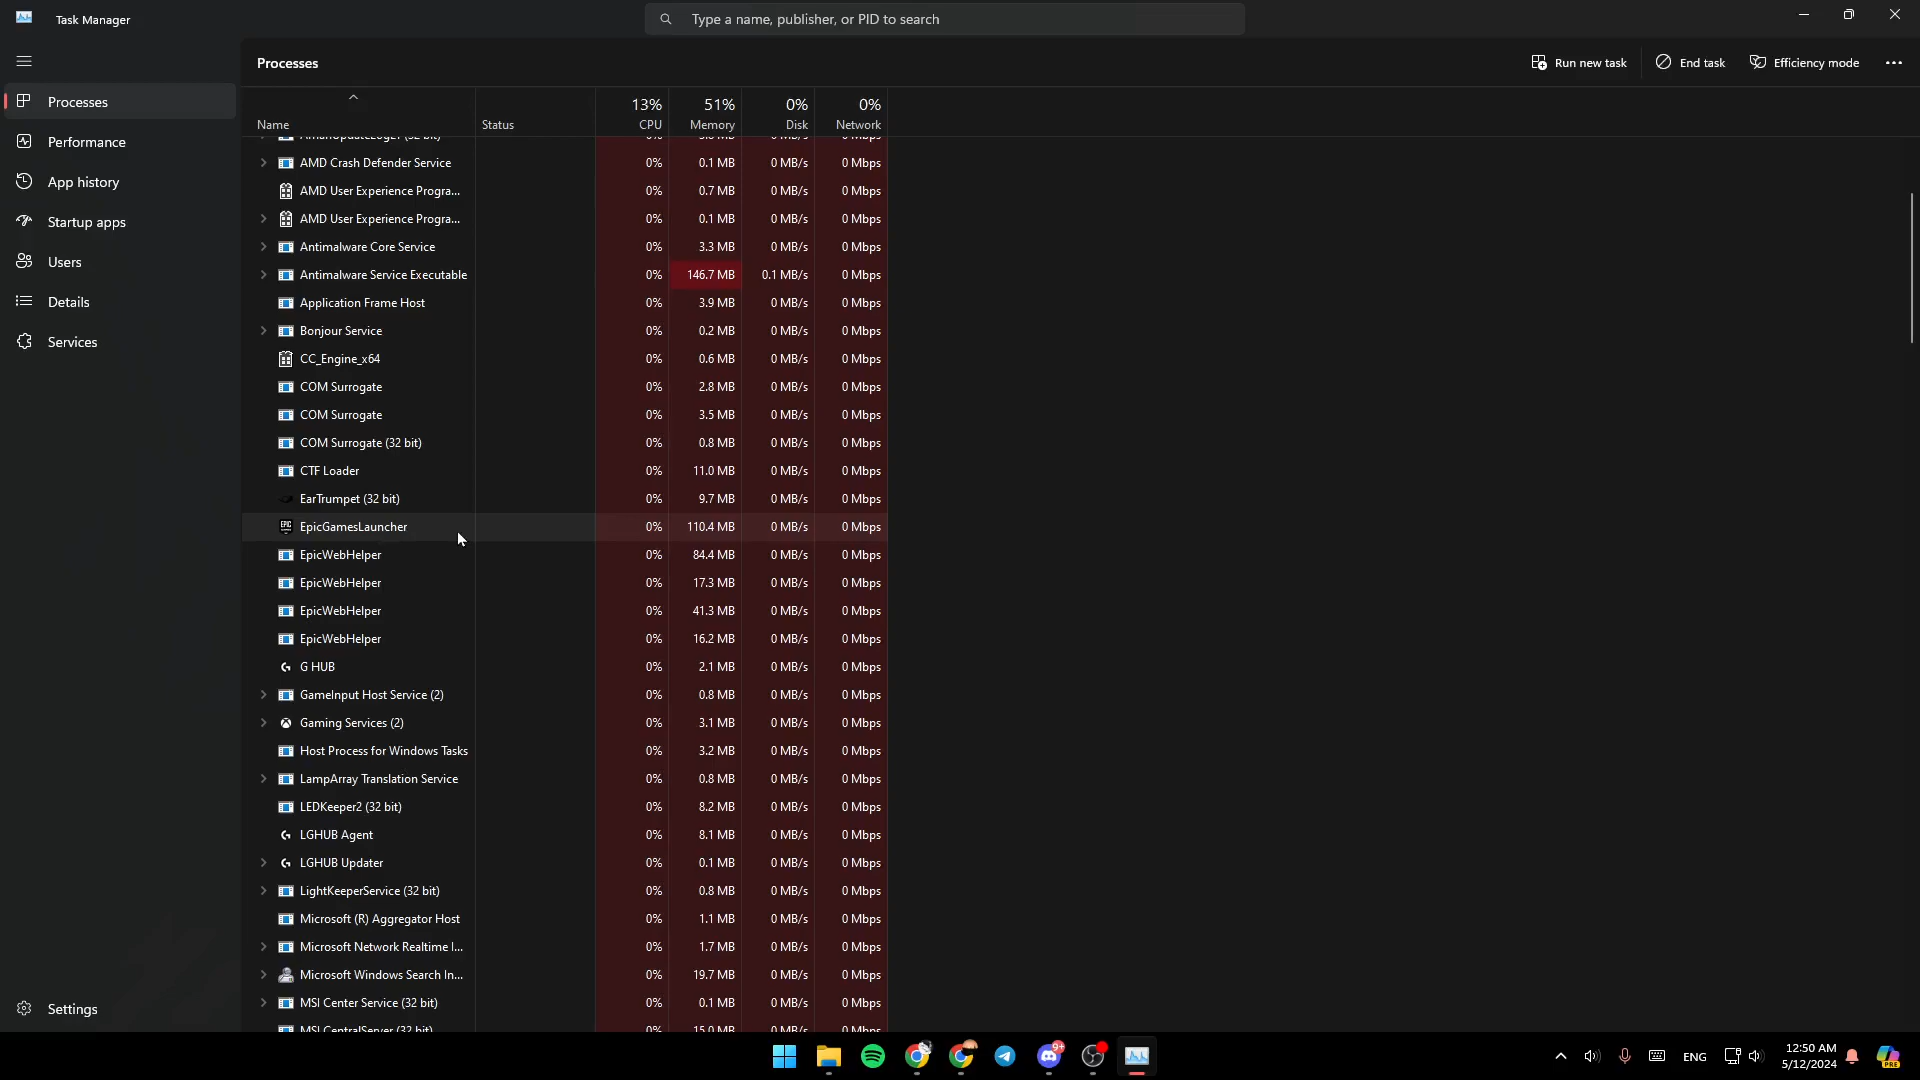 Task Manager
Type a name, publisher, or PID to search
Processes
Run new task
End task
Efficiency mode
Processes
Performance
App history
Startup apps
Users
Details
Services
Settings
13% 51% 0% 0%
Name Status CPU Memory Disk Network
AMD Crash Defender Service 0% 0.1 MB 0 MB/s 0 Mbps
AMD User Experience Progra... 0% 0.7 MB 0 MB/s 0 Mbps
AMD User Experience Progra... 0% 0.1 MB 0 MB/s 0 Mbps
Antimalware Core Service 0% 3.3 MB 0 MB/s 0 Mbps
Antimalware Service Executable 0% 146.7 MB 0.1 MB/s 0 Mbps
Application Frame Host 0% 3.9 MB 0 MB/s 0 Mbps
Bonjour Service 0% 0.2 MB 0 MB/s 0 Mbps
CC_Engine_x64 0% 0.6 MB 0 MB/s 0 Mbps
COM Surrogate 0% 2.8 MB 0 MB/s 0 Mbps
COM Surrogate 0% 3.5 MB 0 MB/s 0 Mbps
COM Surrogate (32 bit) 0% 0.8 MB 0 MB/s 0 Mbps
CTF Loader 0% 11.0 MB 0 MB/s 0 Mbps
EarTrumpet (32 bit) 0% 9.7 MB 0 MB/s 0 Mbps
EPIC EpicGamesLauncher 0% 110.4 MB 0 MB/s 0 Mbps
EpicWebHelper 0% 84.4 MB 0 MB/s 0 Mbps
EpicWebHelper 0% 17.3 MB 0 MB/s 0 Mbps
EpicWebHelper 0% 41.3 MB 0 MB/s 0 Mbps
EpicWebHelper 0% 16.2 MB 0 MB/s 0 Mbps
G HUB 0% 2.1 MB 0 MB/s 0 Mbps
GameInput Host Service (2) 0% 0.8 MB 0 MB/s 0 Mbps
Gaming Services (2) 0% 3.1 MB 0 MB/s 0 Mbps
Host Process for Windows Tasks 0% 3.2 MB 0 MB/s 0 Mbps
LampArray Translation Service 0% 0.8 MB 0 MB/s 0 Mbps
LEDKeeper2 (32 bit) 0% 8.2 MB 0 MB/s 0 Mbps
LGHUB Agent 0% 8.1 MB 0 MB/s 0 Mbps
LGHUB Updater 0% 0.1 MB 0 MB/s 0 Mbps
LightKeeperService (32 bit) 0% 0.8 MB 0 MB/s 0 Mbps
Microsoft (R) Aggregator Host 0% 1.1 MB 0 MB/s 0 Mbps
Microsoft Network Realtime I... 0% 1.7 MB 0 MB/s 0 Mbps
Microsoft Windows Search In... 0% 19.7 MB 0 MB/s 0 Mbps
MSI Center Service (32 bit) 0% 0.1 MB 0 MB/s 0 Mbps
MSI CentralServer (32 bit) 0% 15.0 MB 0 MB/s 0 Mbps
9+
ENG
12:50 AM
5/12/2024
PRE